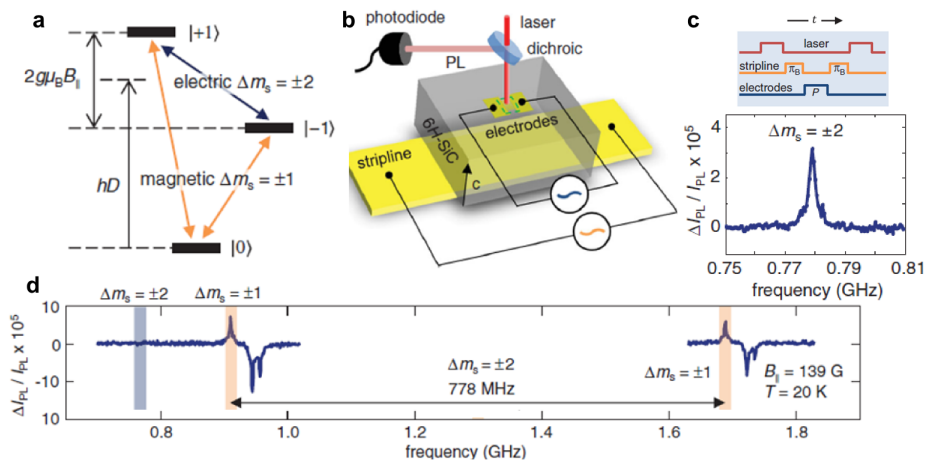 a
|+1⟩
2gμBB∥
electric Δms = ±2
|−1⟩
hD
magnetic Δms = ±1
|0⟩
b
photodiode
laser
dichroic
PL
6H-SiC
electrodes
stripline
c
c
t
laser
stripline
πB
πB
electrodes
P
Δms = ±2
4
2
0
ΔIPL / IPL x 10⁵
0.75
0.77
0.79
0.81
frequency (GHz)
d
Δms = ±2
Δms = ±1
10
0
-10
10
ΔIPL / IPL x 10⁵
Δms = ±2
778 MHz
Δms = ±1
B∥ = 139 G
T = 20 K
0.8
1.0
1.2
1.4
1.6
1.8
frequency (GHz)